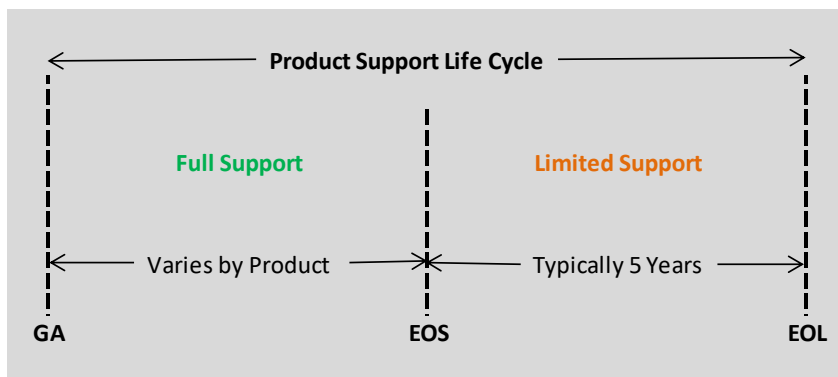 Product Support Life Cycle
Full Support
Limited Support
Varies by Product
Typically 5 Years
GA
EOS
EOL